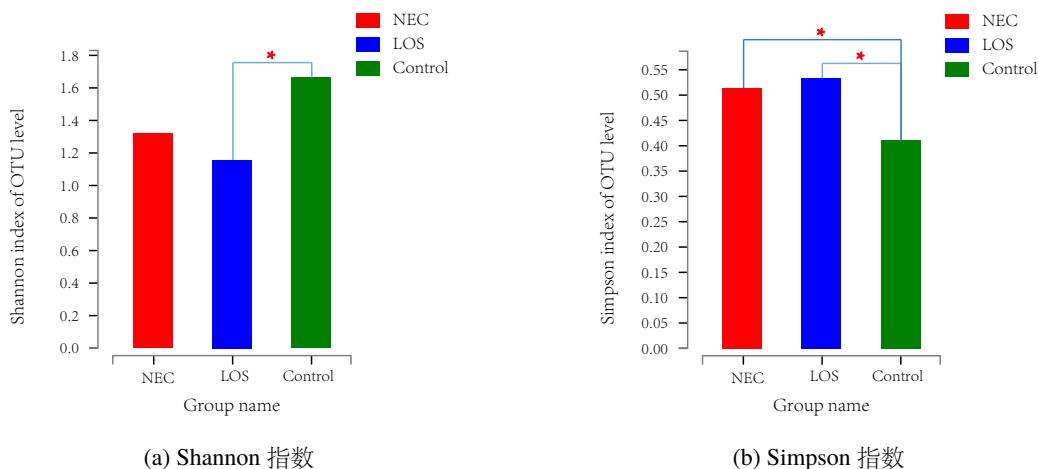 NEC
LOS
Control
*
1.8
1.6
1.4
1.2
1.0
1.8
1.6
0.4
0.2
0.0
Shannon index of OTU level
NEC LOS Control
Group name
(a) Shannon 指数
NEC
LOS
Control
*
*
0.55
0.50
0.45
0.40
0.35
0.30
0.25
0.20
0.15
0.10
0.05
0.00
Simpson index of OTU level
NEC LOS Control
Group name
(b) Simpson 指数